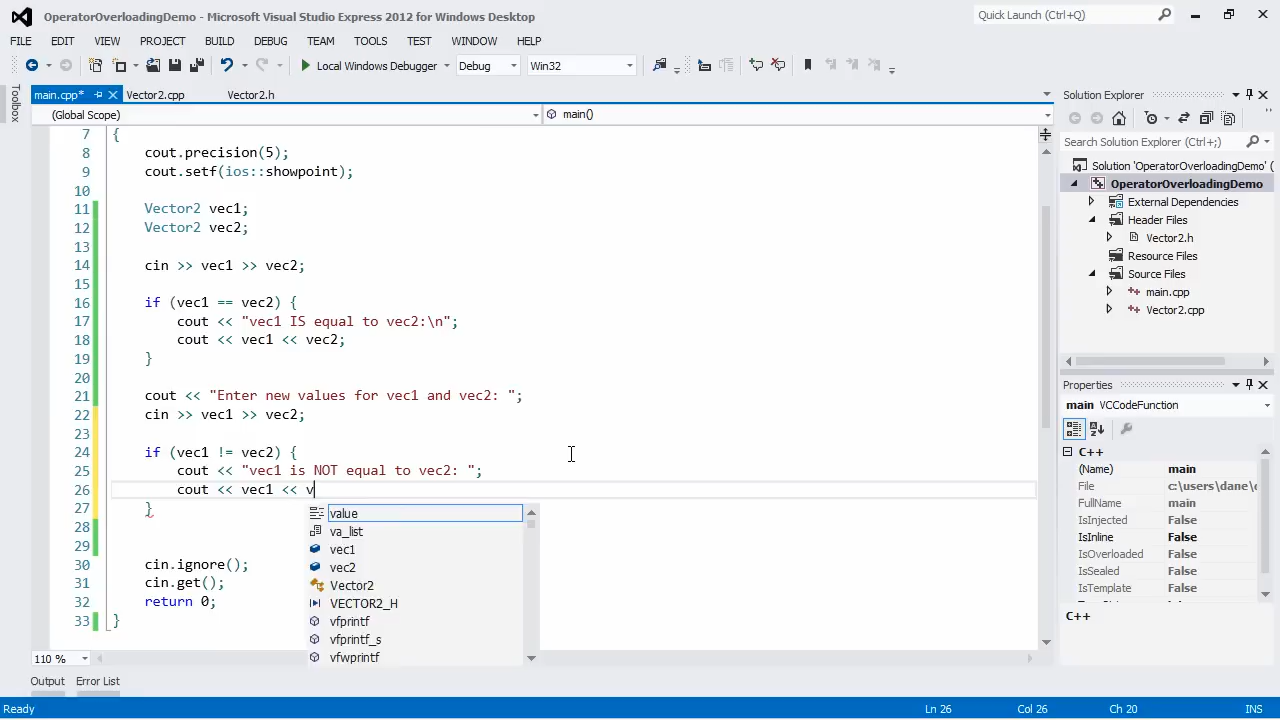 OperatorOverloadingDemo - Microsoft Visual Studio Express 2012 for Windows Desktop
Quick Launch (Ctrl+Q)
FILE EDIT VIEW PROJECT BUILD DEBUG TEAM TOOLS TEST WINDOW HELP
Local Windows Debugger Debug Win32
Toolbox
main.cpp* Vector2.cpp Vector2.h
(Global Scope) main()
7 {
8 cout.precision(5);
9 cout.setf(ios::showpoint);
10
11 Vector2 vec1;
12 Vector2 vec2;
13
14 cin >> vec1 >> vec2;
15
16 if (vec1 == vec2) {
17 cout << "vec1 IS equal to vec2:\n";
18 cout << vec1 << vec2;
19 }
20
21 cout << "Enter new values for vec1 and vec2: ";
22 cin >> vec1 >> vec2;
23
24 if (vec1 != vec2) {
25 cout << "vec1 is NOT equal to vec2: ";
26 cout << vec1 << v
27 }
28
29
30 cin.ignore();
31 cin.get();
32 return 0;
33 }
value
va_list
vec1
vec2
Vector2
VECTOR2_H
vfprintf
vfprintf_s
vfwprintf
110 %
Output Error List
Solution Explorer
Search Solution Explorer (Ctrl+;)
Solution 'OperatorOverloadingDemo' (
OperatorOverloadingDemo
External Dependencies
Header Files
Vector2.h
Resource Files
Source Files
main.cpp
Vector2.cpp
Properties
main VCCodeFunction
C++
(Name) main
File c:\users\dane\
FullName main
IsInjected False
IsInline False
IsOverloaded False
IsSealed False
IsTemplate False
C++
Ready Ln 26 Col 26 Ch 20 INS